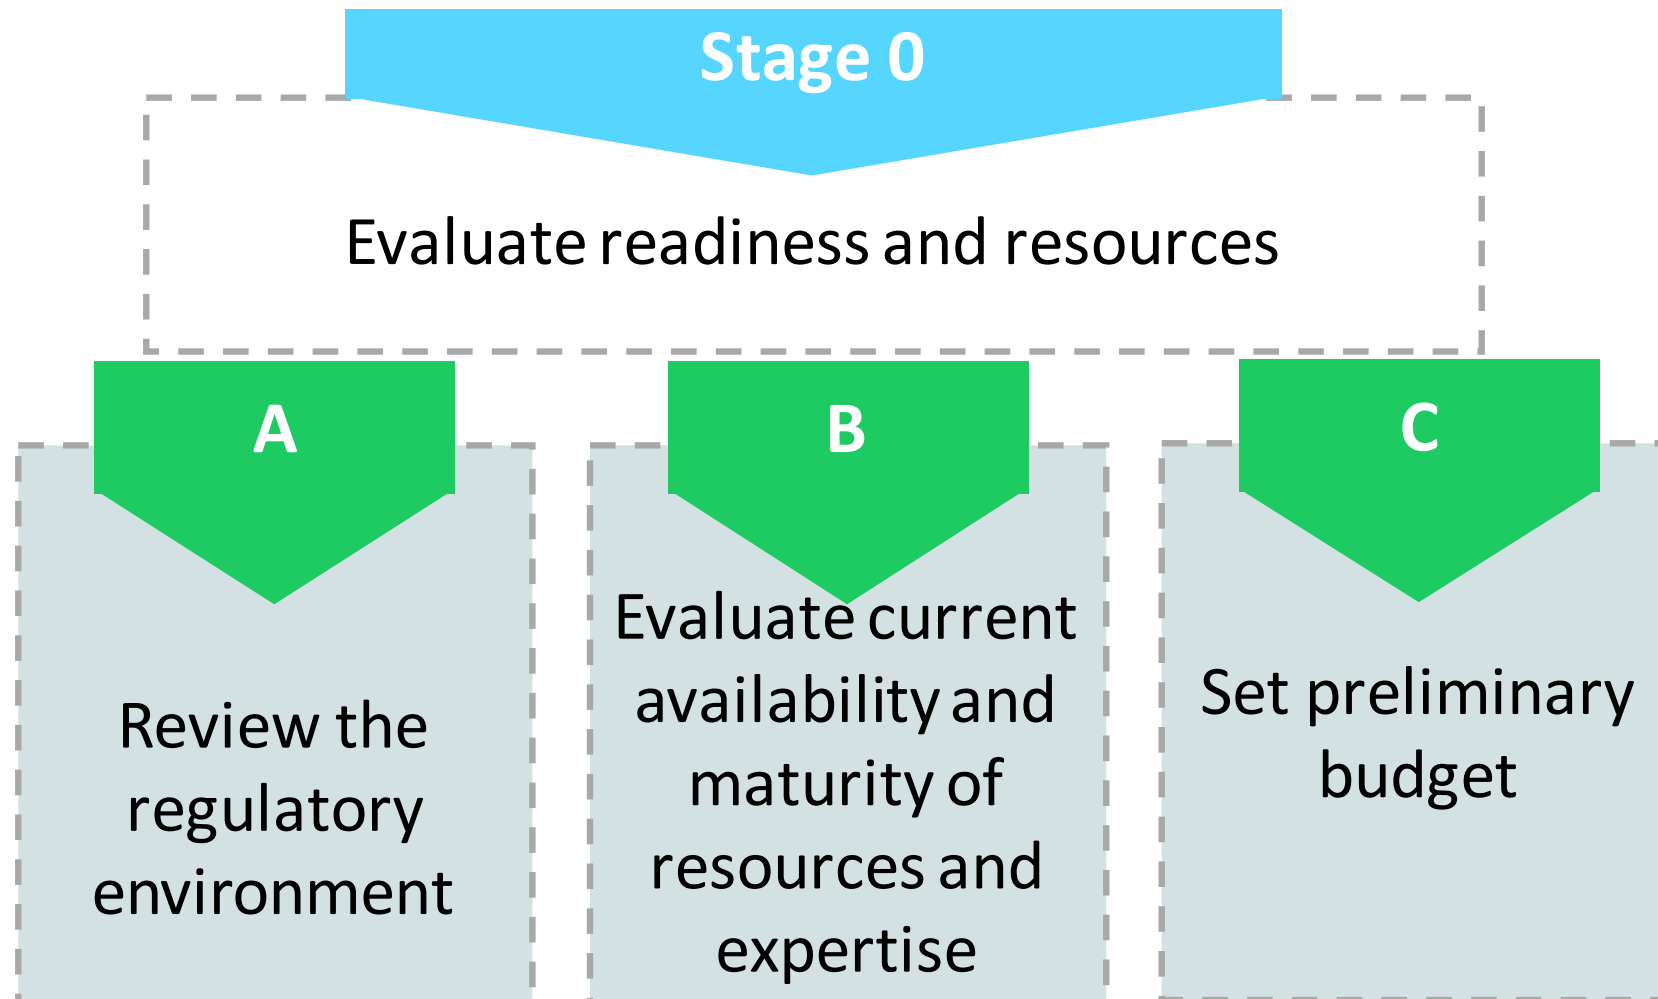 Stage 0
Evaluate readiness and resources
A
Review the
regulatory
environment
B
Evaluate current
availability and
maturity of
resources and
expertise
C
Set preliminary
budget